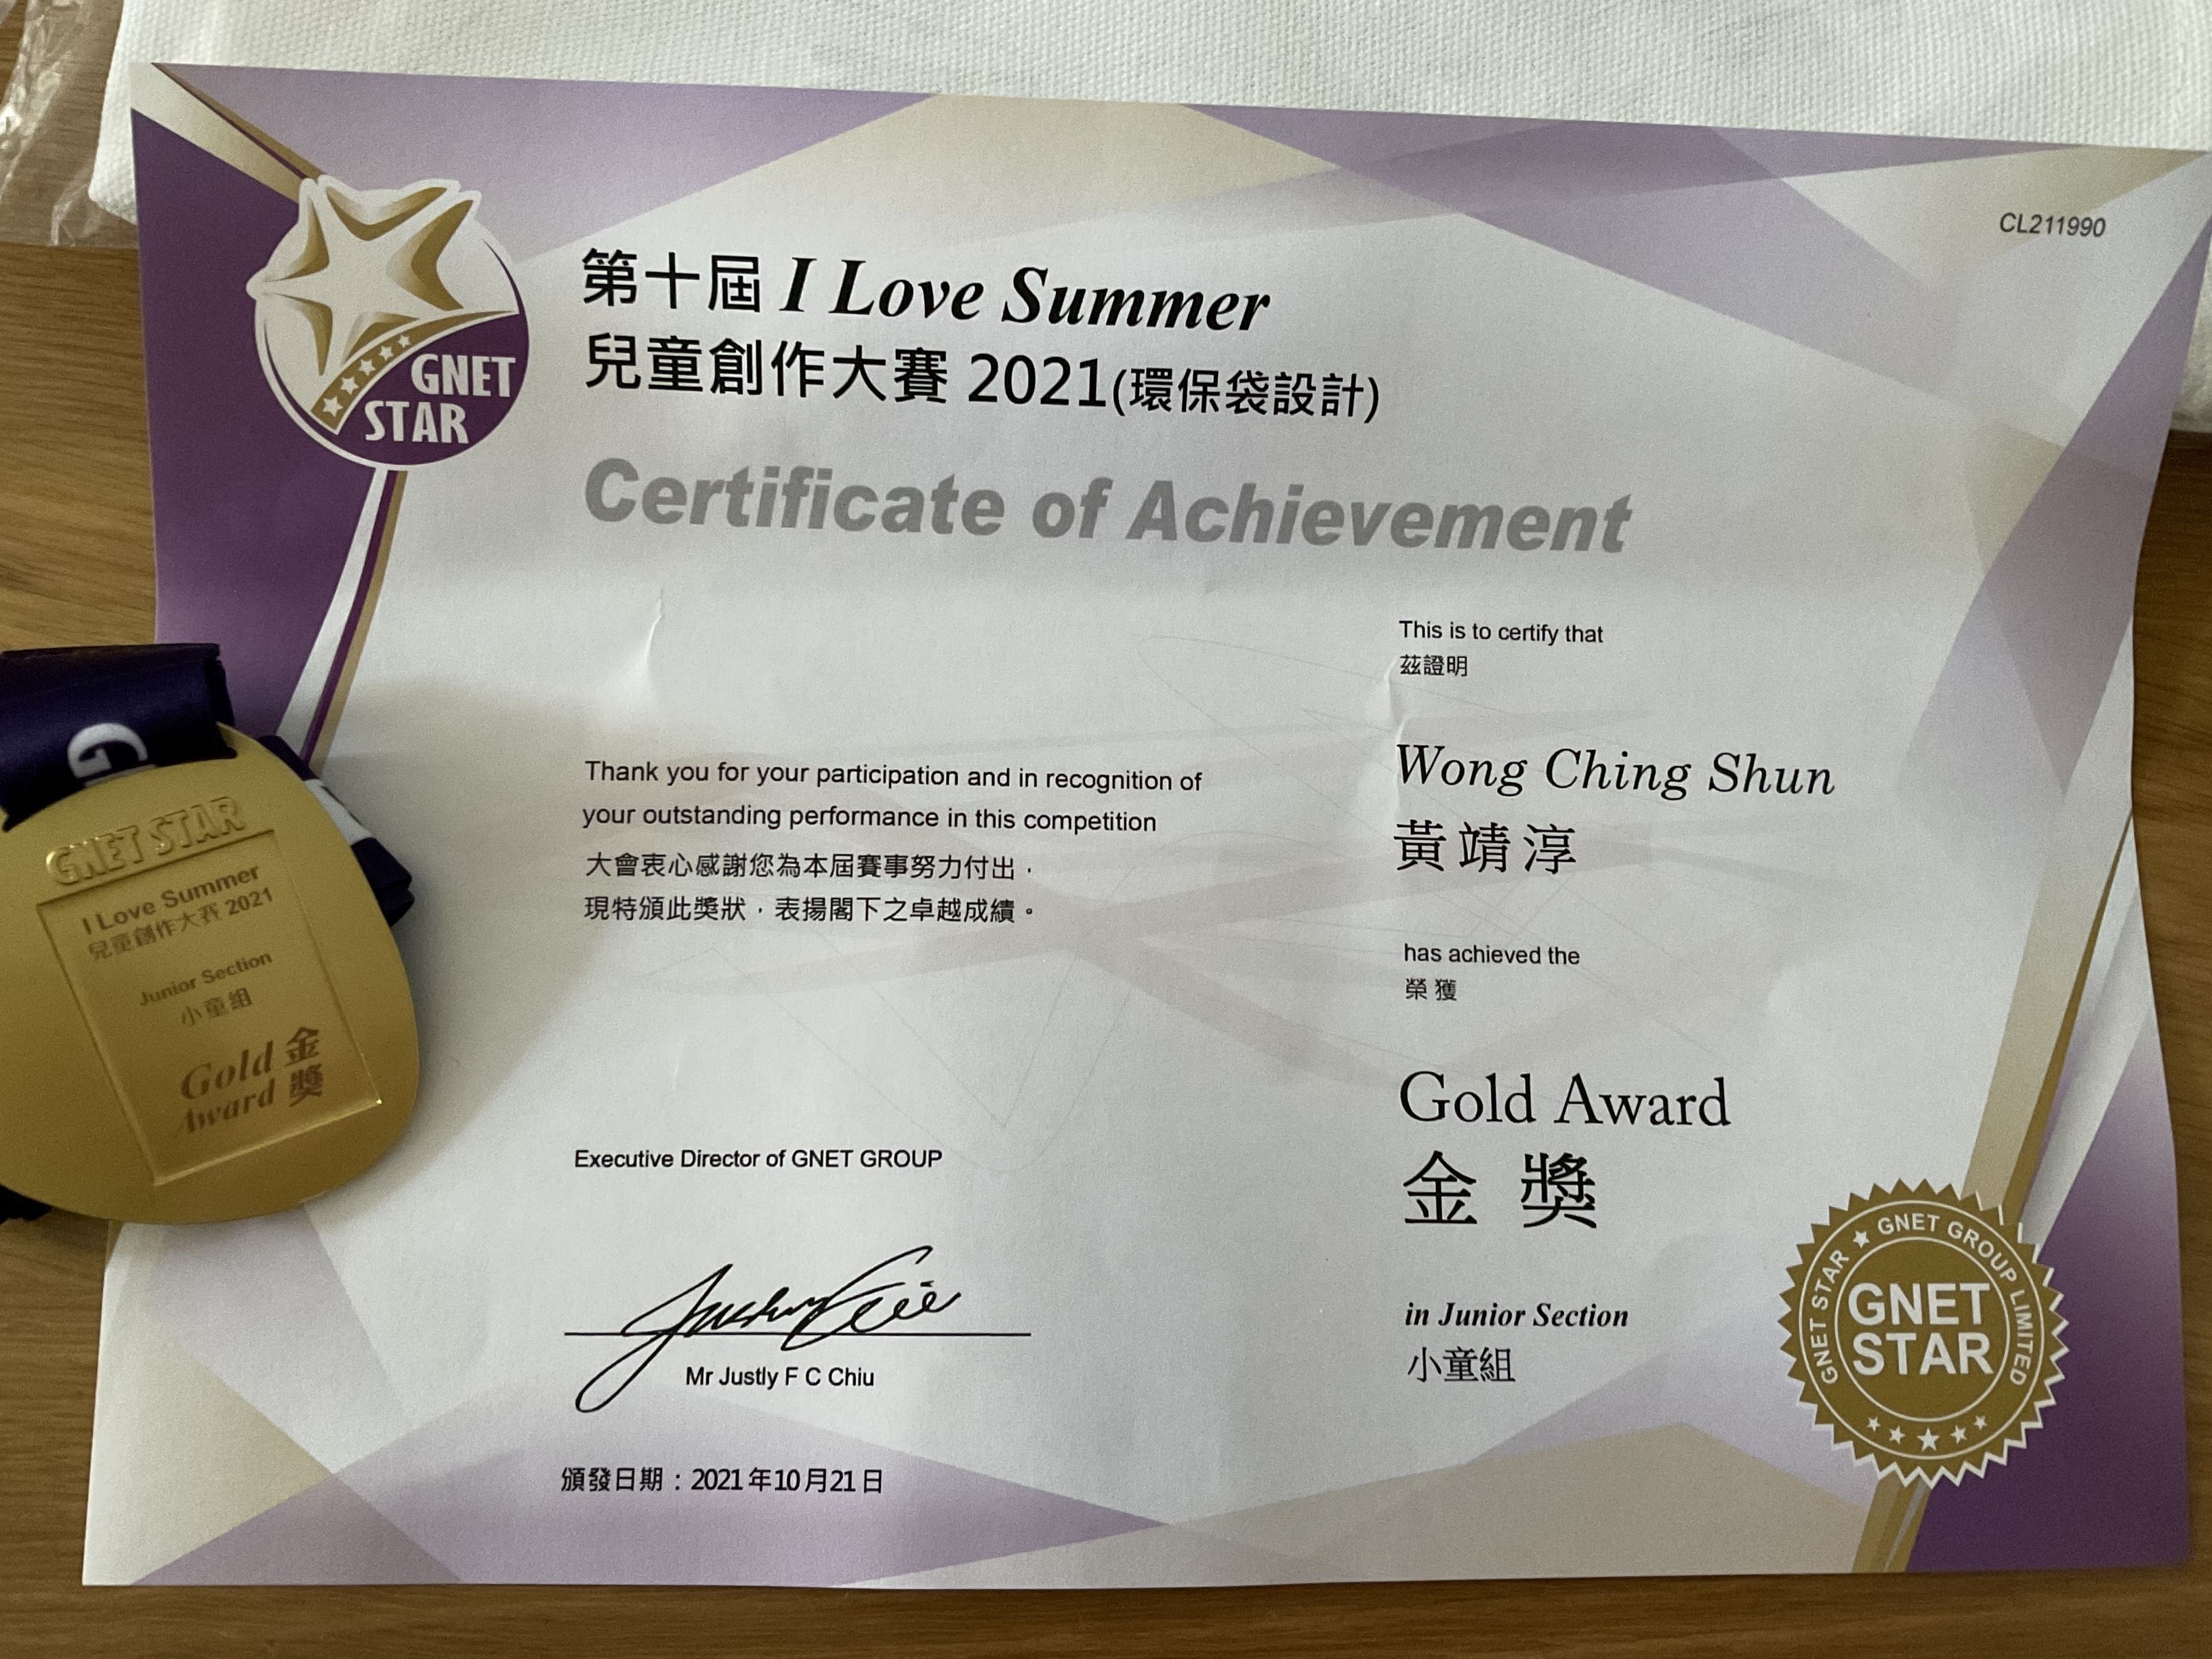 CL211990
GNET
STAR
第十屆 I Love Summer
兒童創作大賽 2021(環保袋設計)
Certificate of Achievement
This is to certify that
茲證明
Wong Ching Shun
黃靖淳
Thank you for your participation and in recognition of
your outstanding performance in this competition
大會衷心感謝您為本屆賽事努力付出，
現特頒此獎狀，表揚閣下之卓越成績。
has achieved the
榮獲
Gold Award
金獎
in Junior Section
小童組
Executive Director of GNET GROUP
Mr Justly F C Chiu
頒發日期：2021年10月21日
GNET STAR ★ GNET GROUP LIMITED
GNET
STAR
G
GNET STAR
I Love Summer
兒童創作大賽 2021
Junior Section
小童組
Gold 金
Award 獎